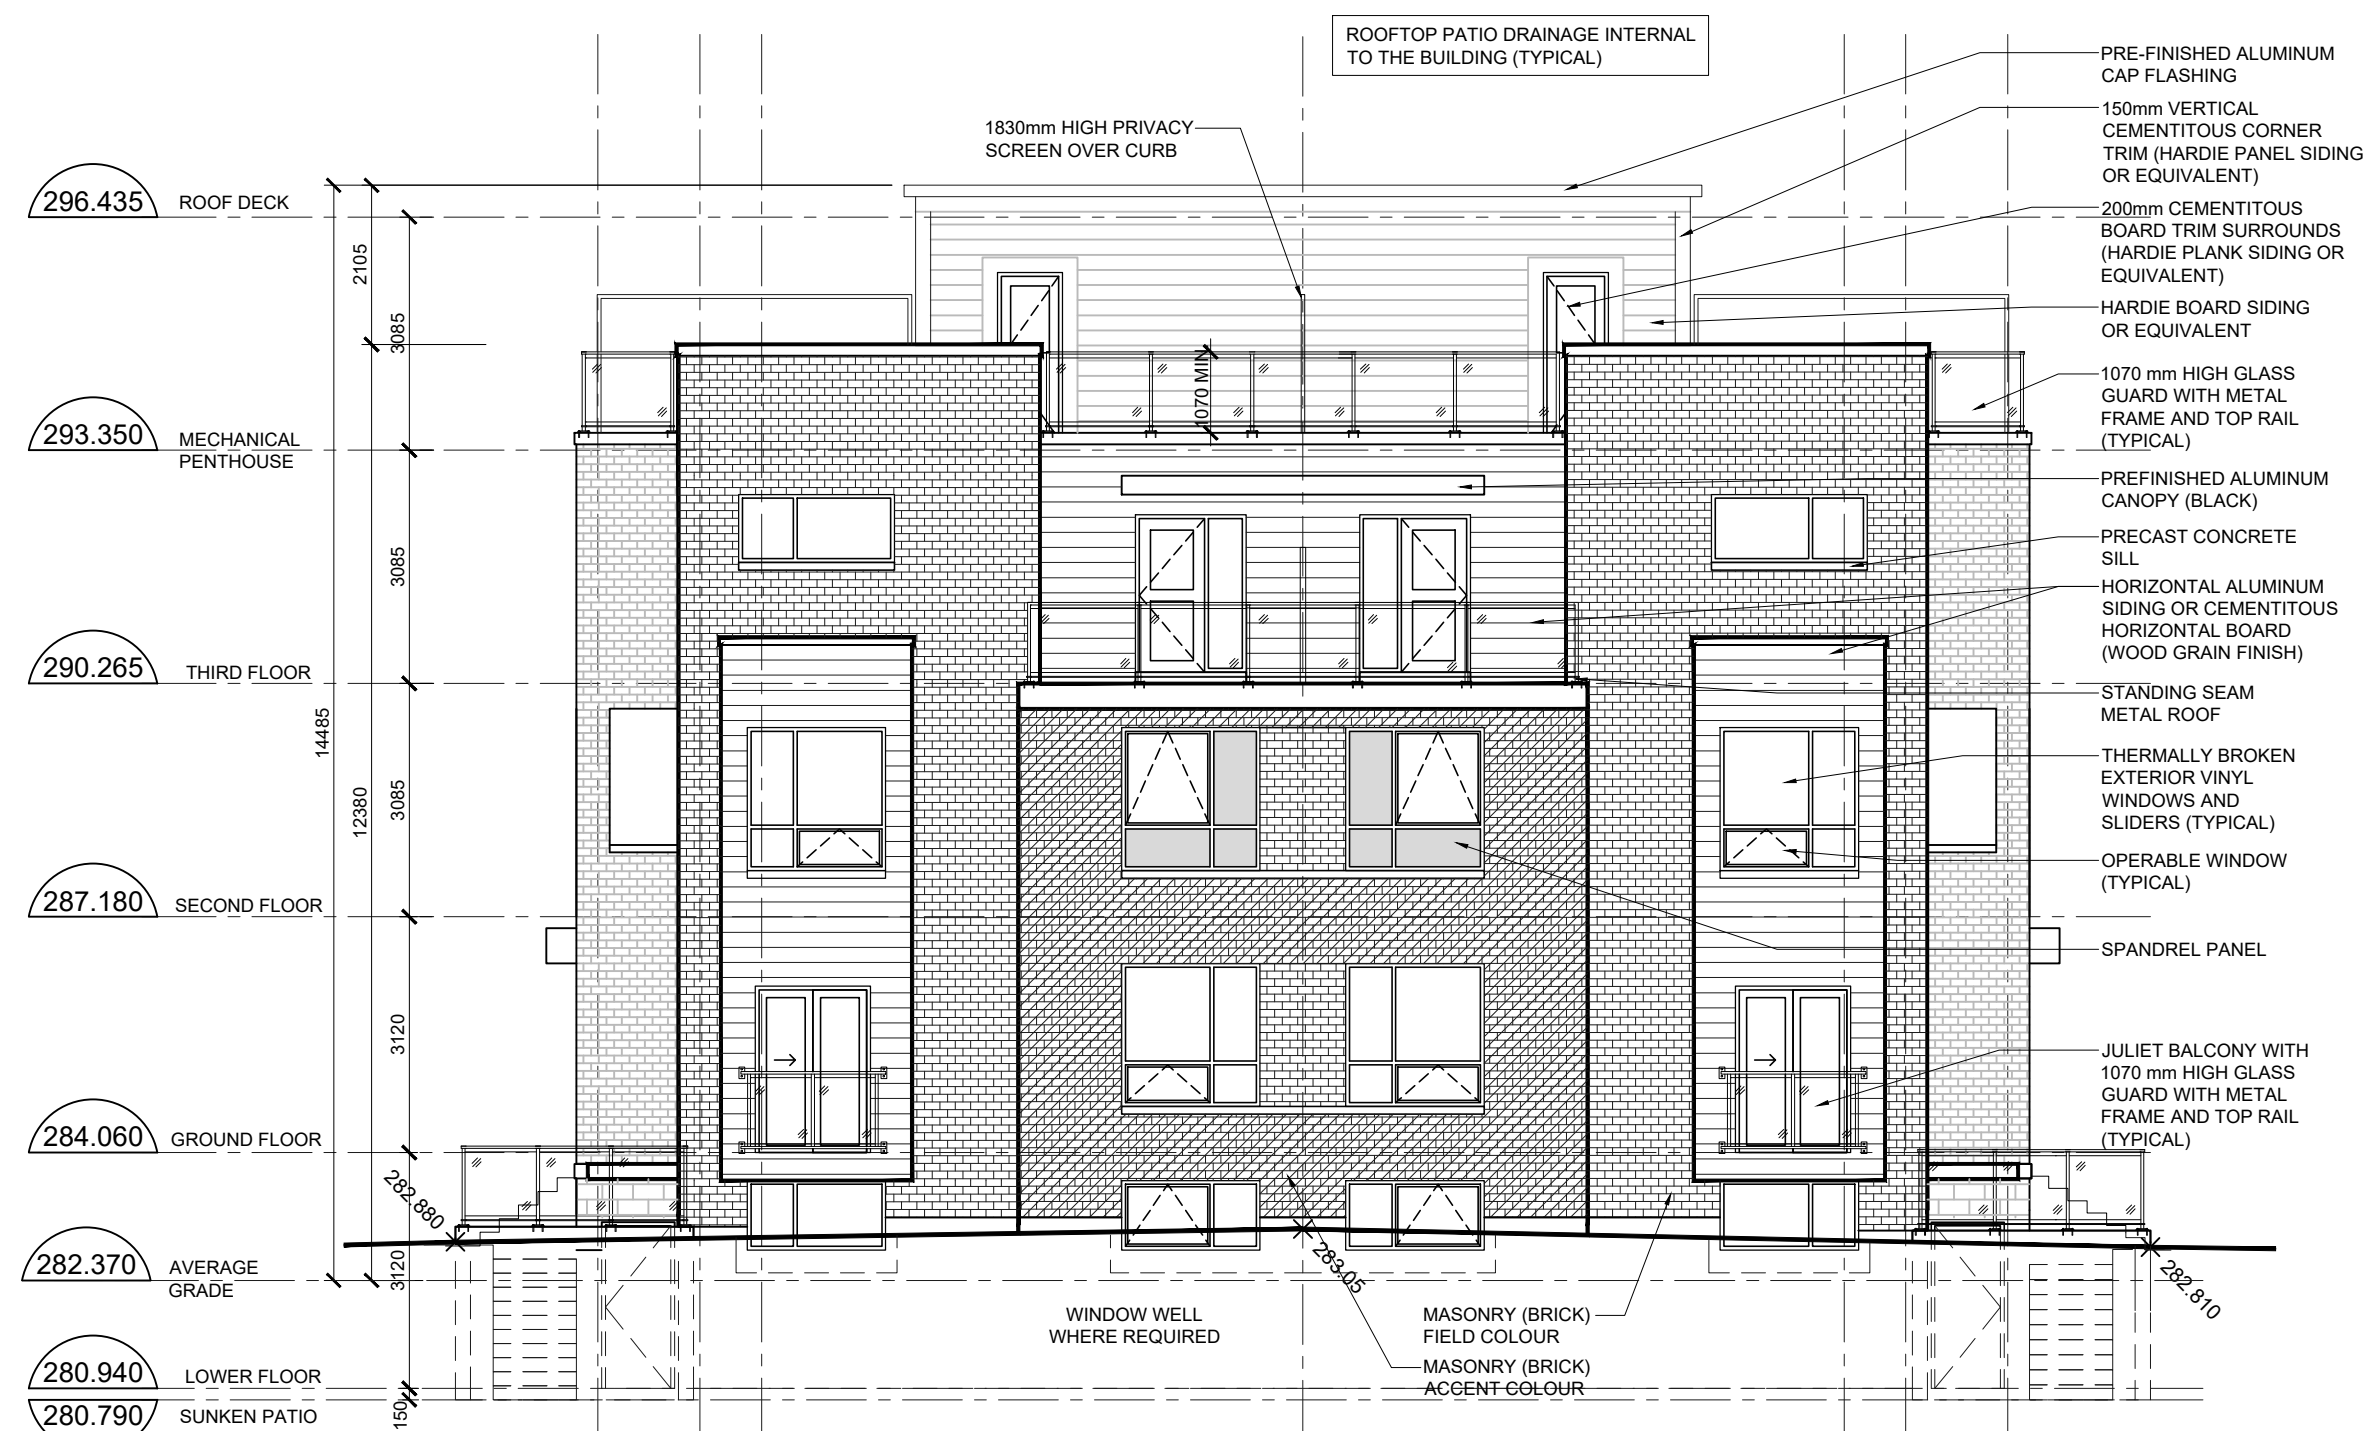 ROOFTOP PATIO DRAINAGE INTERNAL
TO THE BUILDING (TYPICAL)
1830mm HIGH PRIVACY
SCREEN OVER CURB
PRE-FINISHED ALUMINUM
CAP FLASHING
150mm VERTICAL
CEMENTITOUS CORNER
TRIM (HARDIE PANEL SIDING
OR EQUIVALENT)
200mm CEMENTITOUS
BOARD TRIM SURROUNDS
(HARDIE PLANK SIDING OR
EQUIVALENT)
HARDIE BOARD SIDING
OR EQUIVALENT
1070 mm HIGH GLASS
GUARD WITH METAL
FRAME AND TOP RAIL
(TYPICAL)
PREFINISHED ALUMINUM
CANOPY (BLACK)
PRECAST CONCRETE
SILL
HORIZONTAL ALUMINUM
SIDING OR CEMENTITOUS
HORIZONTAL BOARD
(WOOD GRAIN FINISH)
STANDING SEAM
METAL ROOF
THERMALLY BROKEN
EXTERIOR VINYL
WINDOWS AND
SLIDERS (TYPICAL)
OPERABLE WINDOW
(TYPICAL)
SPANDREL PANEL
JULIET BALCONY WITH
1070 mm HIGH GLASS
GUARD WITH METAL
FRAME AND TOP RAIL
(TYPICAL)
296.435 ROOF DECK
293.350 MECHANICAL
PENTHOUSE
290.265 THIRD FLOOR
287.180 SECOND FLOOR
284.060 GROUND FLOOR
282.370 AVERAGE
GRADE
280.940 LOWER FLOOR
280.790 SUNKEN PATIO
14485
2105
12380
3085
3085
3085
3120
3120
150
1070 MIN
282.880
283.05
282.810
WINDOW WELL
WHERE REQUIRED
MASONRY (BRICK)
FIELD COLOUR
MASONRY (BRICK)
ACCENT COLOUR